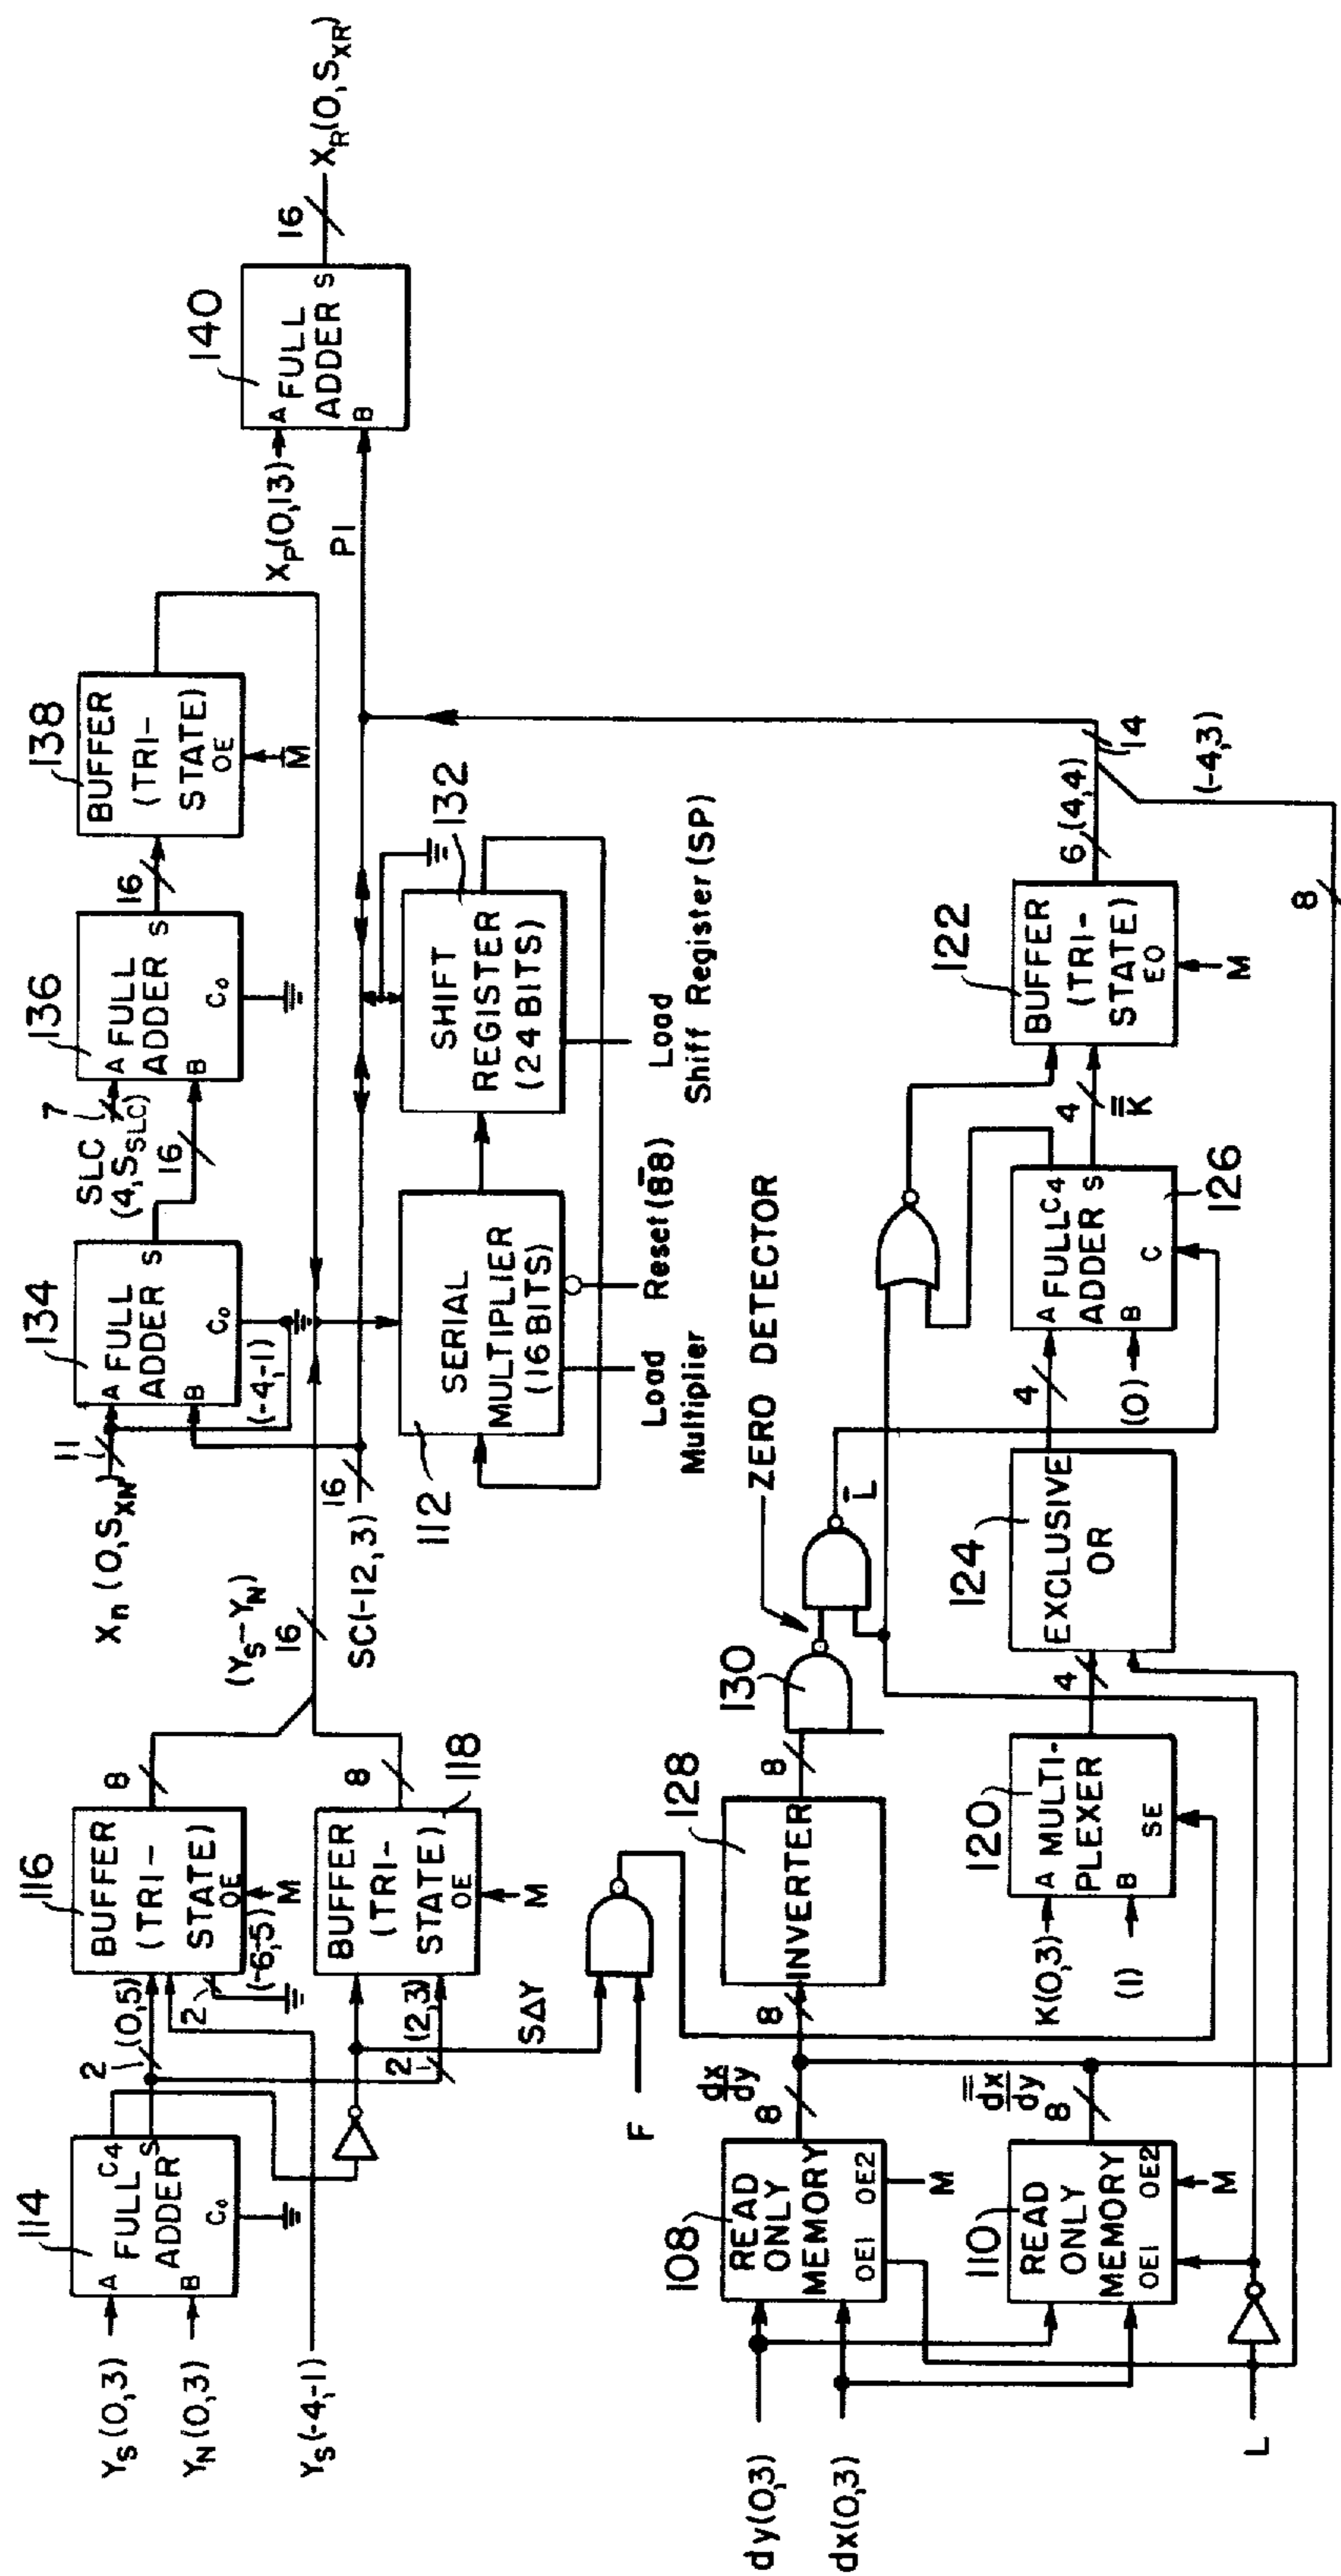 Y_S (0,3)
Y_N (0,3)
Y_S(-4,-1)
114
A FULL C4
ADDER S
B C_0
2 (0,5)
2
(-6,-5)
2 (2,3)
116
BUFFER
(TRI-
STATE)
OE
M
8
118
BUFFER
(TRI-
STATE)
OE
M
8
SΔY
F
(Y_S-Y_N)
16
X_n (0,S_XN)
11
(-4,-1)
134
A FULL
ADDER S
B C_0
SLC
(4,S_SLC)
7
16
136
A FULL
ADDER S
B C_0
16
138
BUFFER
(TRI-
STATE)
OE
M̄
SC(-12,3)
16
112
SERIAL
MULTIPLIER
(16 BITS)
Load
Multiplier
Reset(B̄8)
132
SHIFT
REGISTER
(24 BITS)
Load
Shiff Register(SP)
X_P(0,13)
PI
140
A FULL
ADDER S
B
16
X_R(0,S_XR)
dy(0,3)
dx(0,3)
L
108
READ
ONLY
MEMORY
OE1 OE2
M
dx
dy
8
110
READ
ONLY
MEMORY
OE1 OE2
M
dx
dy
8
8
128
INVERTER
8
130
ZERO DETECTOR
L̄
K(0,3)
(1)
120
A MULTI-
PLEXER
B SE
4
124
EXCLUSIVE
OR
4
(0)
126
A FULL C4
ADDER S
B C
4
K
122
BUFFER
(TRI-
STATE)
EO
M
6 (4,4)
14
(-4,3)
8